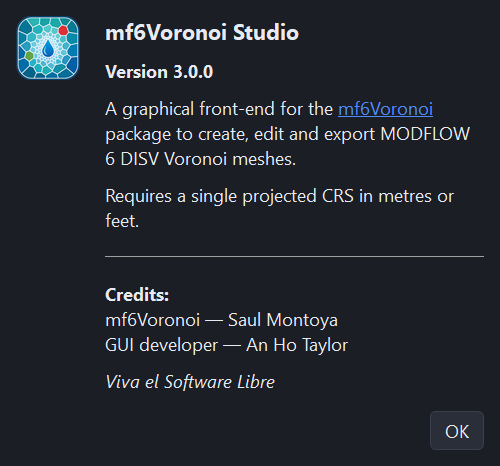 mf6Voronoi Studio
Version 3.0.0
A graphical front-end for the mf6Voronoi
package to create, edit and export MODFLOW
6 DISV Voronoi meshes.
Requires a single projected CRS in metres or
feet.
Credits:
mf6Voronoi — Saul Montoya
GUI developer — An Ho Taylor
Viva el Software Libre
OK